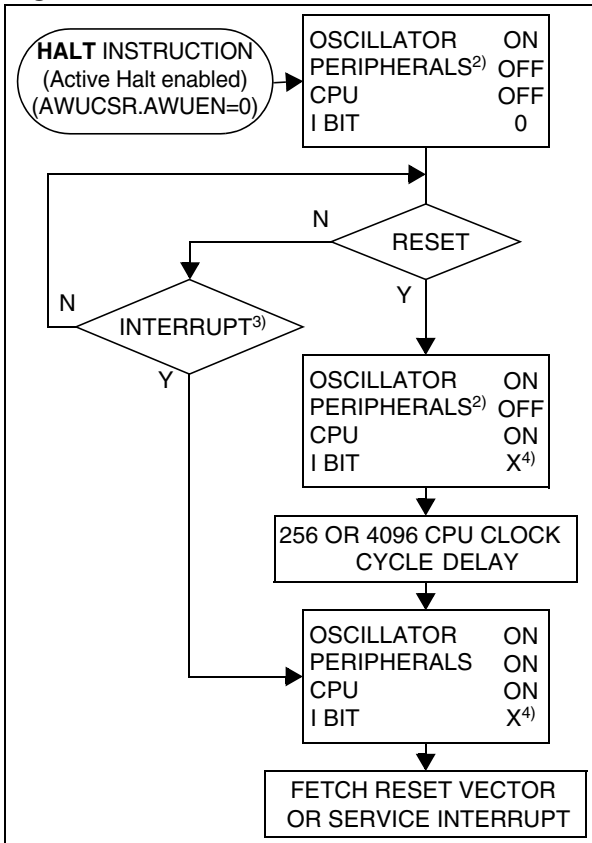 HALT INSTRUCTION
(Active Halt enabled)
(AWUCSR.AWUEN=0)
OSCILLATOR ON
PERIPHERALS2) OFF
CPU OFF
I BIT 0
N
RESET
Y
N
INTERRUPT3)
Y
OSCILLATOR ON
PERIPHERALS2) OFF
CPU ON
I BIT X4)
256 OR 4096 CPU CLOCK
CYCLE DELAY
OSCILLATOR ON
PERIPHERALS ON
CPU ON
I BIT X4)
FETCH RESET VECTOR
OR SERVICE INTERRUPT